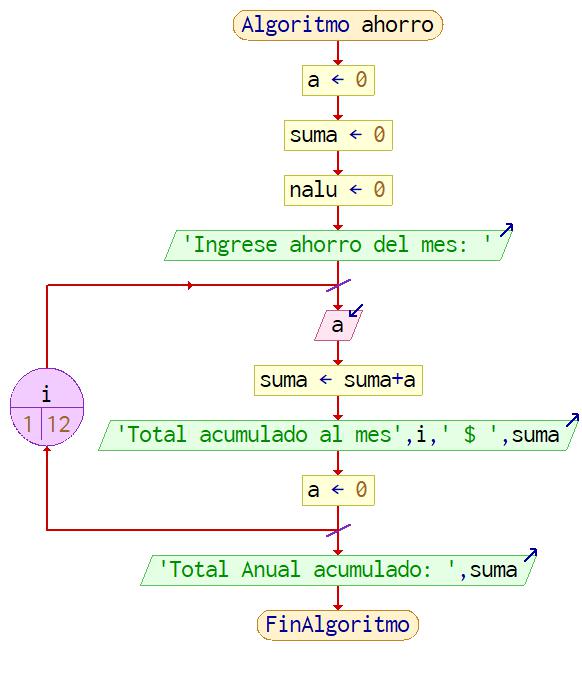 Algoritmo ahorro
a ← 0
suma ← 0
nalu ← 0
'Ingrese ahorro del mes: '
a
suma ← suma+a
i
1 12
'Total acumulado al mes',i,' $ ',suma
a ← 0
'Total Anual acumulado: ',suma
FinAlgoritmo